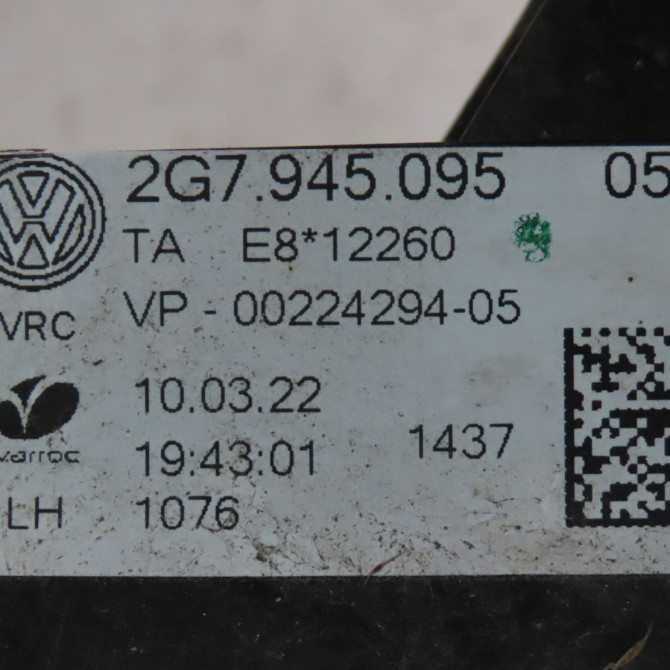 2G7.945.095 05
TA E8*12260
VRC VP - 00224294-05
10.03.22
varroc 19:43:01 1437
LH 1076